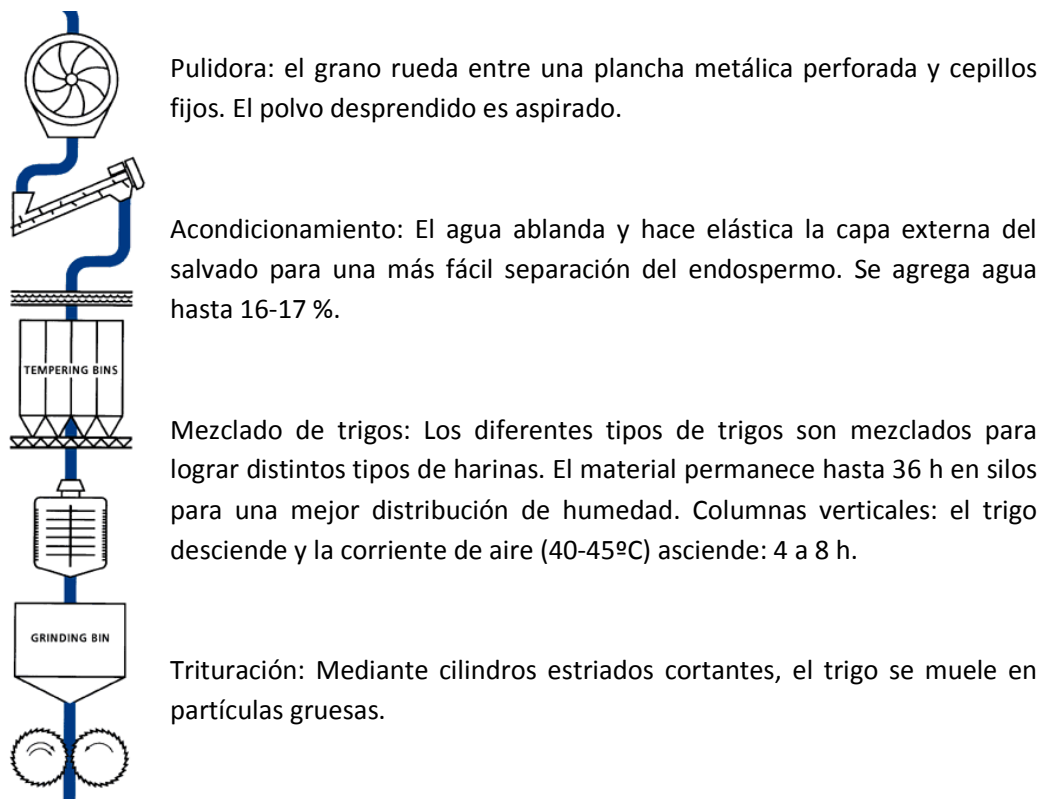 Pulidora: el grano rueda entre una plancha metálica perforada y cepillos
fijos. El polvo desprendido es aspirado.
Acondicionamiento: El agua ablanda y hace elástica la capa externa del
salvado para una más fácil separación del endospermo. Se agrega agua
hasta 16-17 %.
TEMPERING BINS
Mezclado de trigos: Los diferentes tipos de trigos son mezclados para
lograr distintos tipos de harinas. El material permanece hasta 36 h en silos
para una mejor distribución de humedad. Columnas verticales: el trigo
desciende y la corriente de aire (40-45ºC) asciende: 4 a 8 h.
GRINDING BIN
Trituración: Mediante cilindros estriados cortantes, el trigo se muele en
partículas gruesas.